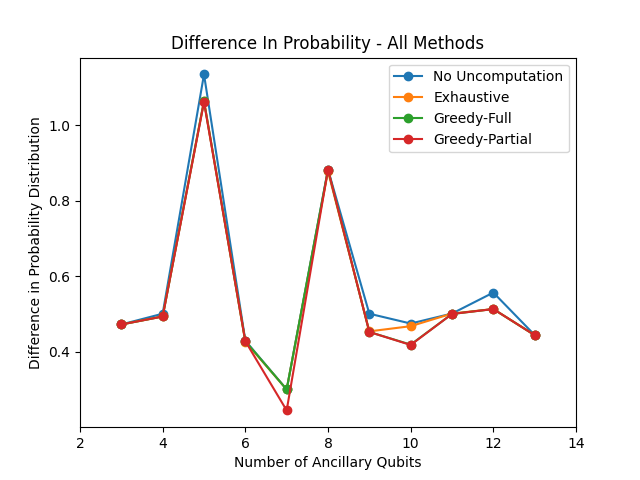 Difference In Probability - All Methods
No Uncomputation
Exhaustive
Greedy-Full
Greedy-Partial
Difference in Probability Distribution
1.0
0.8
0.6
0.4
2 4 6 8 10 12 14
Number of Ancillary Qubits